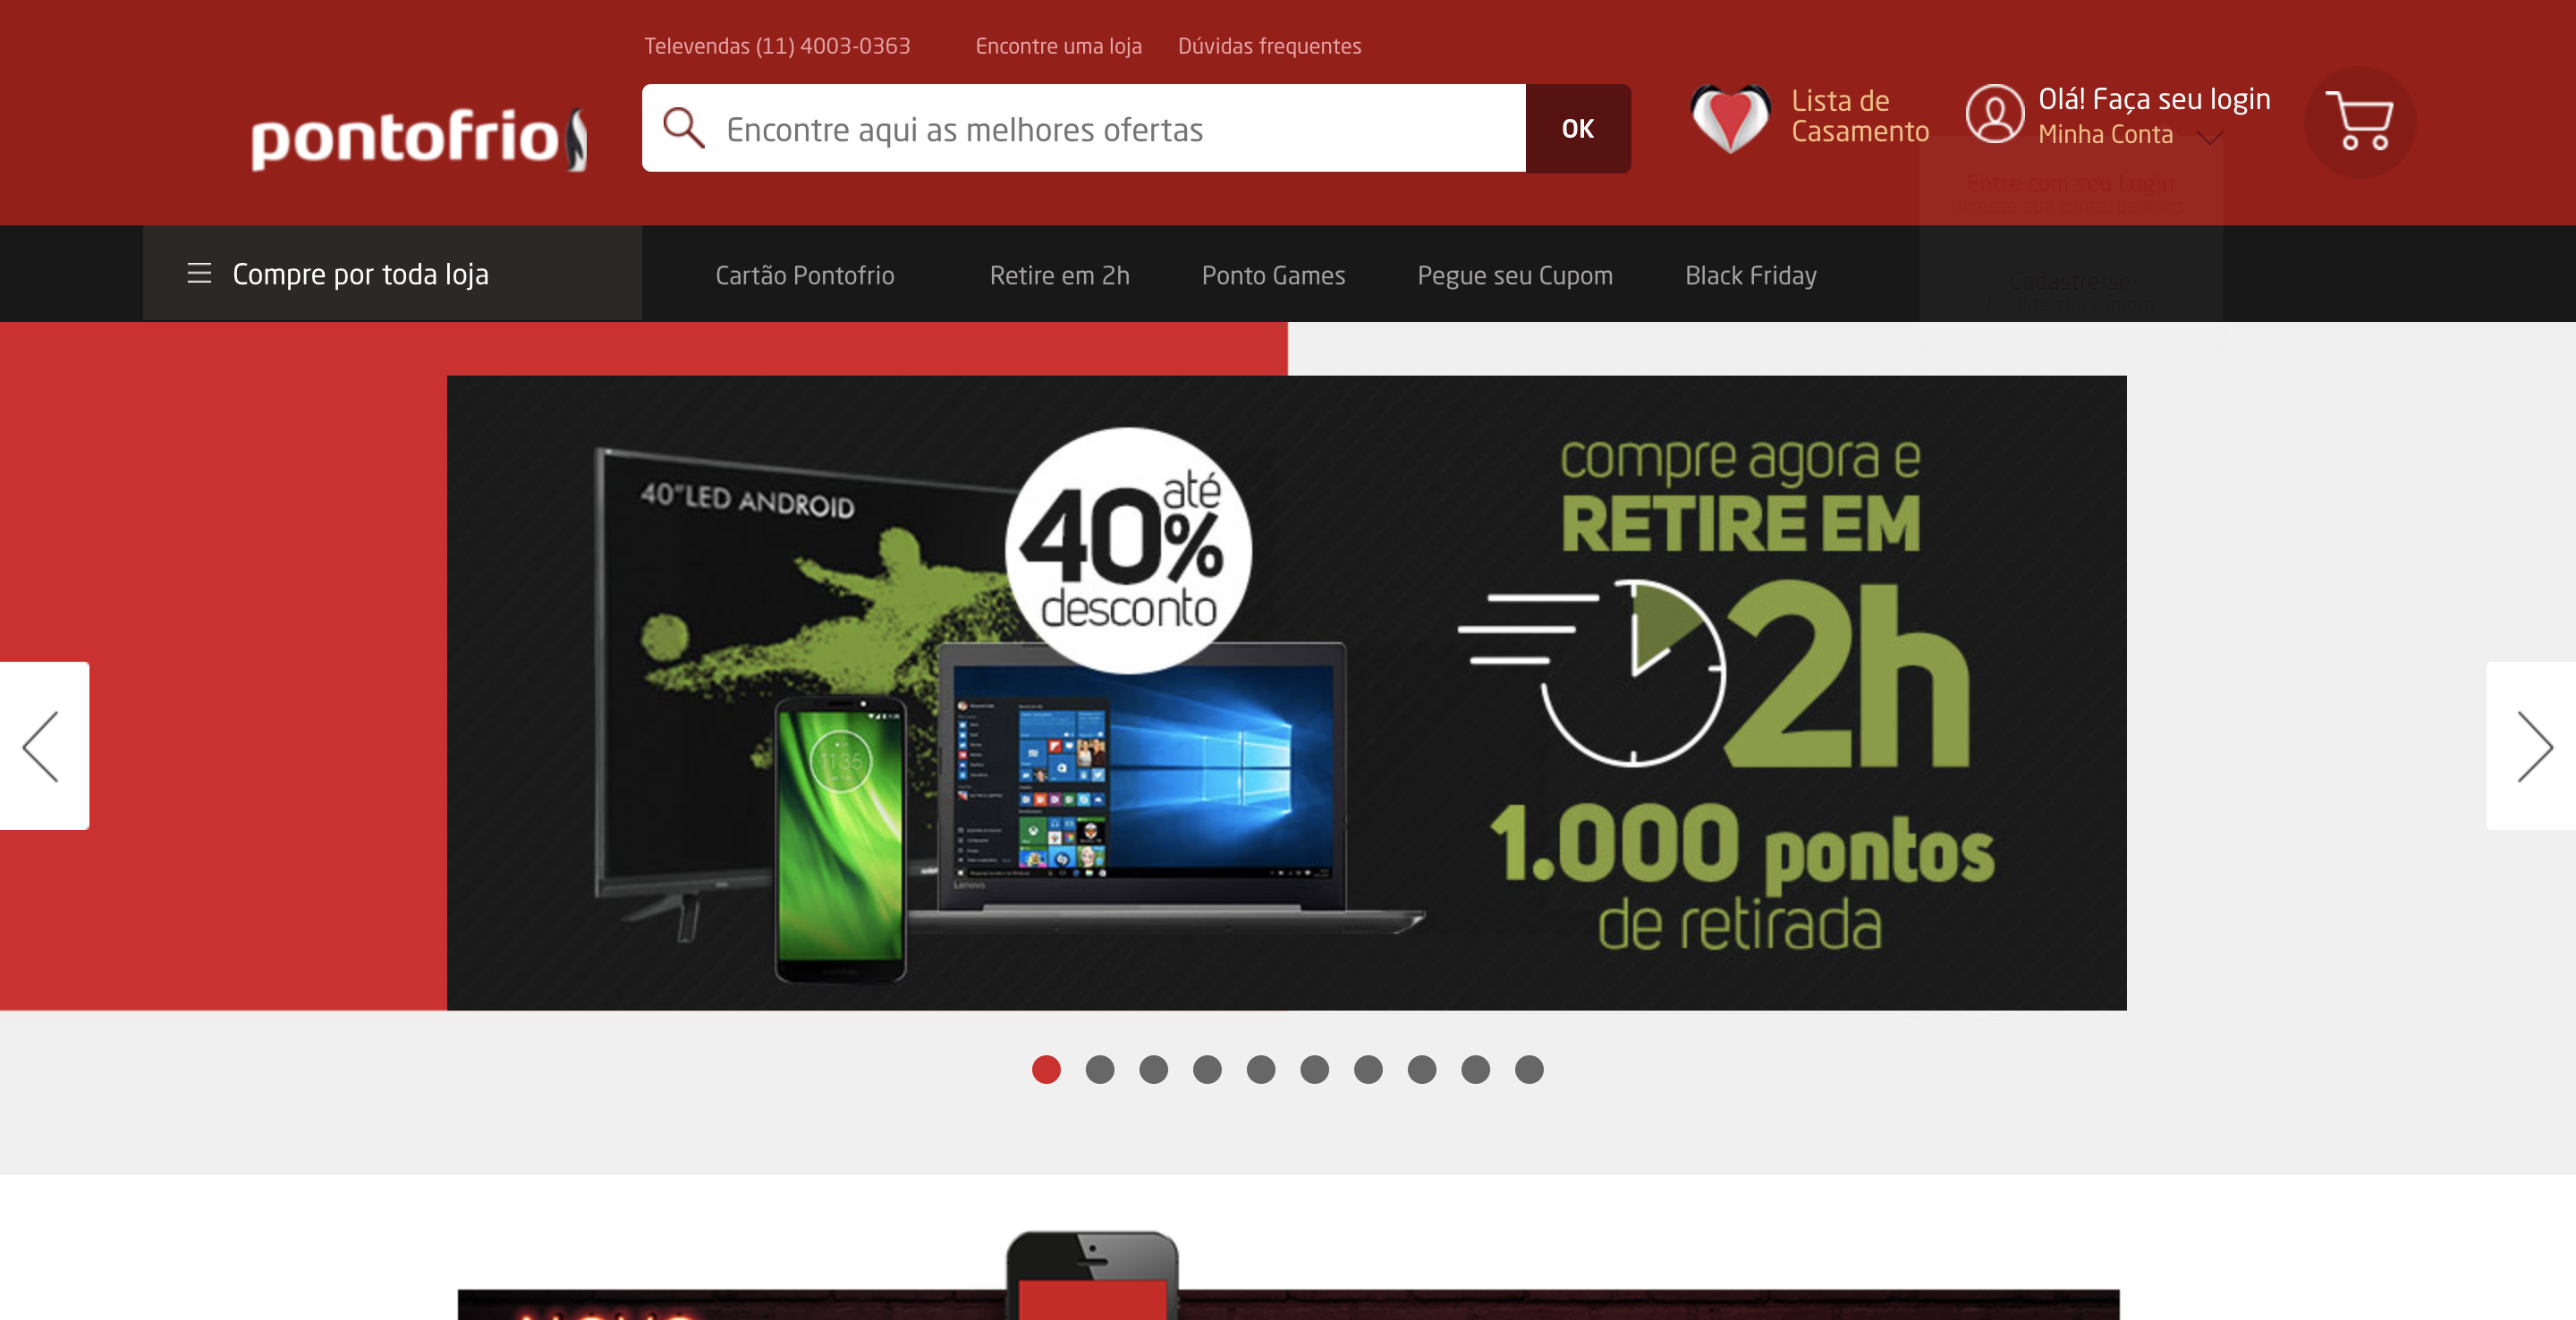 Televendas (11) 4003-0363 Encontre uma loja Dúvidas frequentes
pontofrio
Encontre aqui as melhores ofertas
OK
Lista de
Casamento
Olá! Faça seu login
Minha Conta
Entre com seu Login
Compre por toda loja
Cartão Pontofrio Retire em 2h Ponto Games Pegue seu Cupom Black Friday
Cadastre-se
40"LED ANDROID
até
40%
desconto
11:35
Lenovo
compre agora e
RETIRE EM
2h
1.000 pontos
de retirada